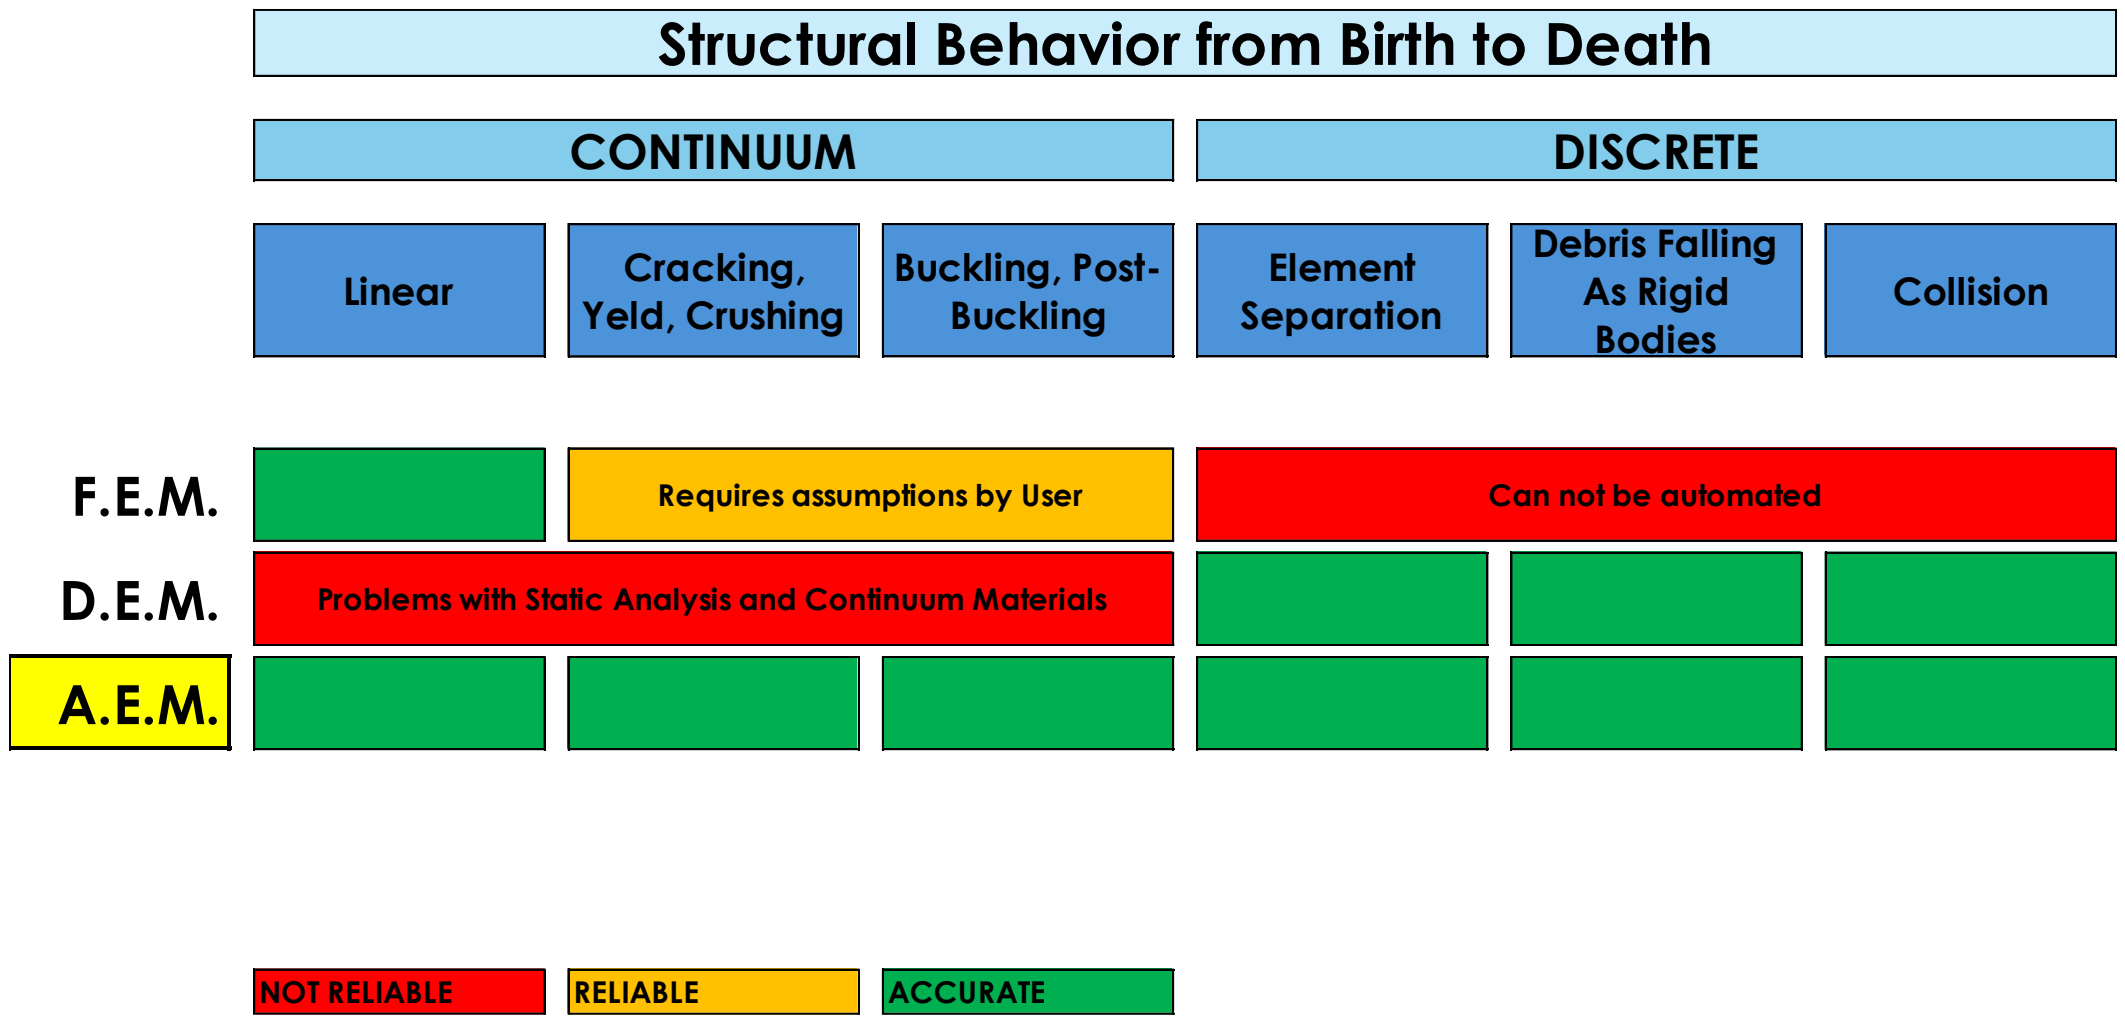 Structural Behavior from Birth to Death
CONTINUUM
DISCRETE
Linear
Cracking,
Yeld, Crushing
Buckling, Post-
Buckling
Element
Separation
Debris Falling
As Rigid
Bodies
Collision
F.E.M.
Requires assumptions by User
Can not be automated
D.E.M.
Problems with Static Analysis and Continuum Materials
A.E.M.
NOT RELIABLE
RELIABLE
ACCURATE